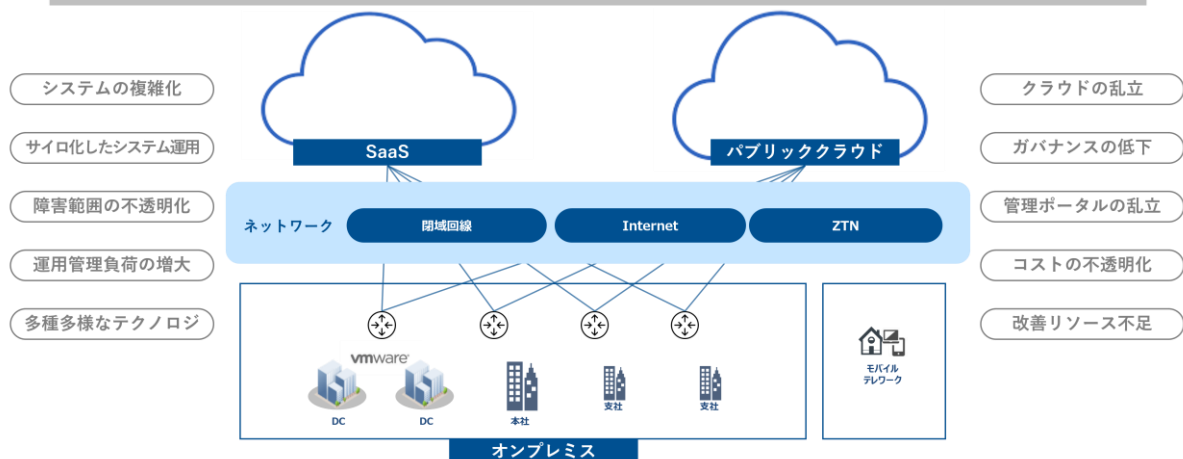 システムの複雑化
サイロ化したシステム運用
障害範囲の不透明化
運用管理負荷の増大
多種多様なテクノロジ
SaaS
パブリッククラウド
ネットワーク
閉域回線
Internet
ZTN
vmware
DC
DC
本社
支社
支社
オンプレミス
モバイル
テレワーク
クラウドの乱立
ガバナンスの低下
管理ポータルの乱立
コストの不透明化
改善リソース不足